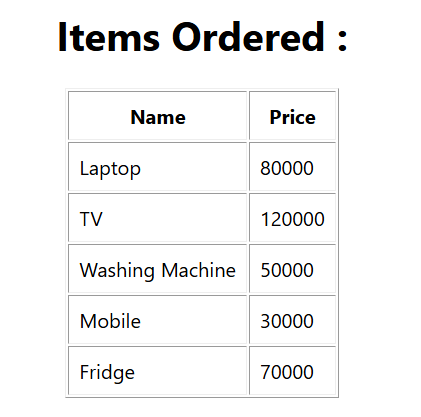 Items Ordered :
Name Price
Laptop 80000
TV 120000
Washing Machine 50000
Mobile 30000
Fridge 70000